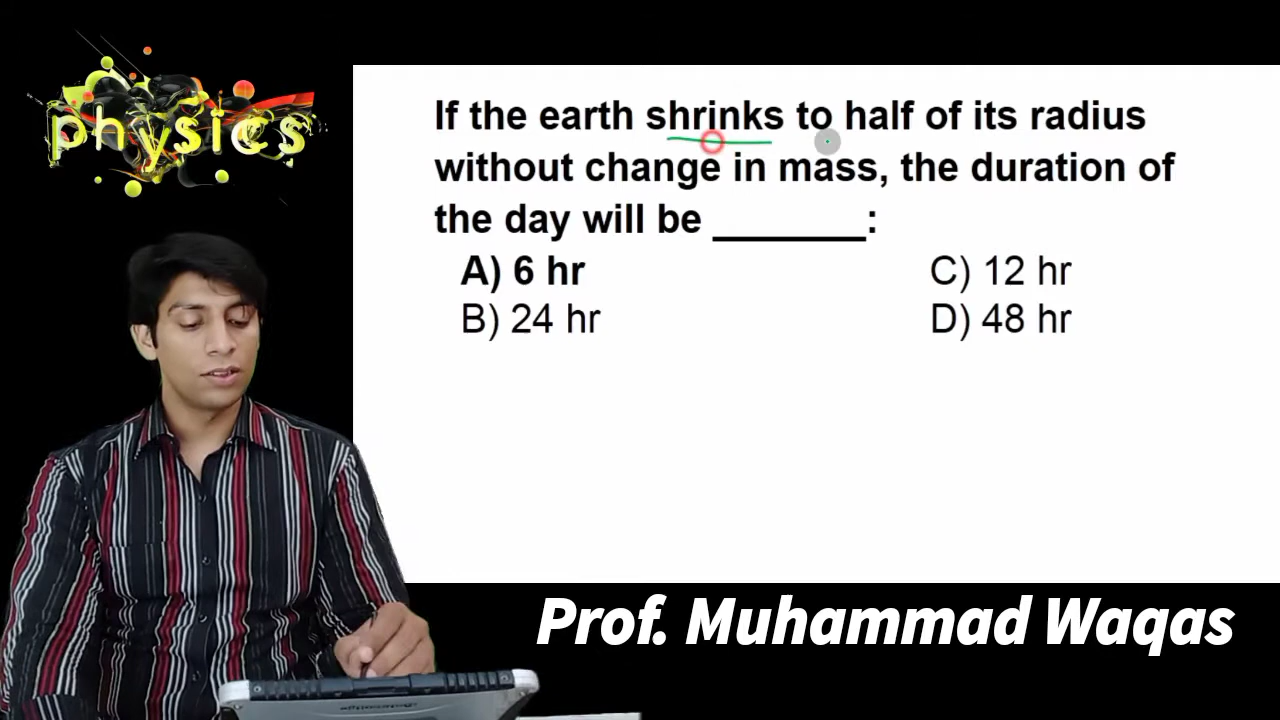 physics
If the earth shrinks to half of its radius
without change in mass, the duration of
the day will be _______:
A) 6 hr
C) 12 hr
B) 24 hr
D) 48 hr
Prof. Muhammad Waqas